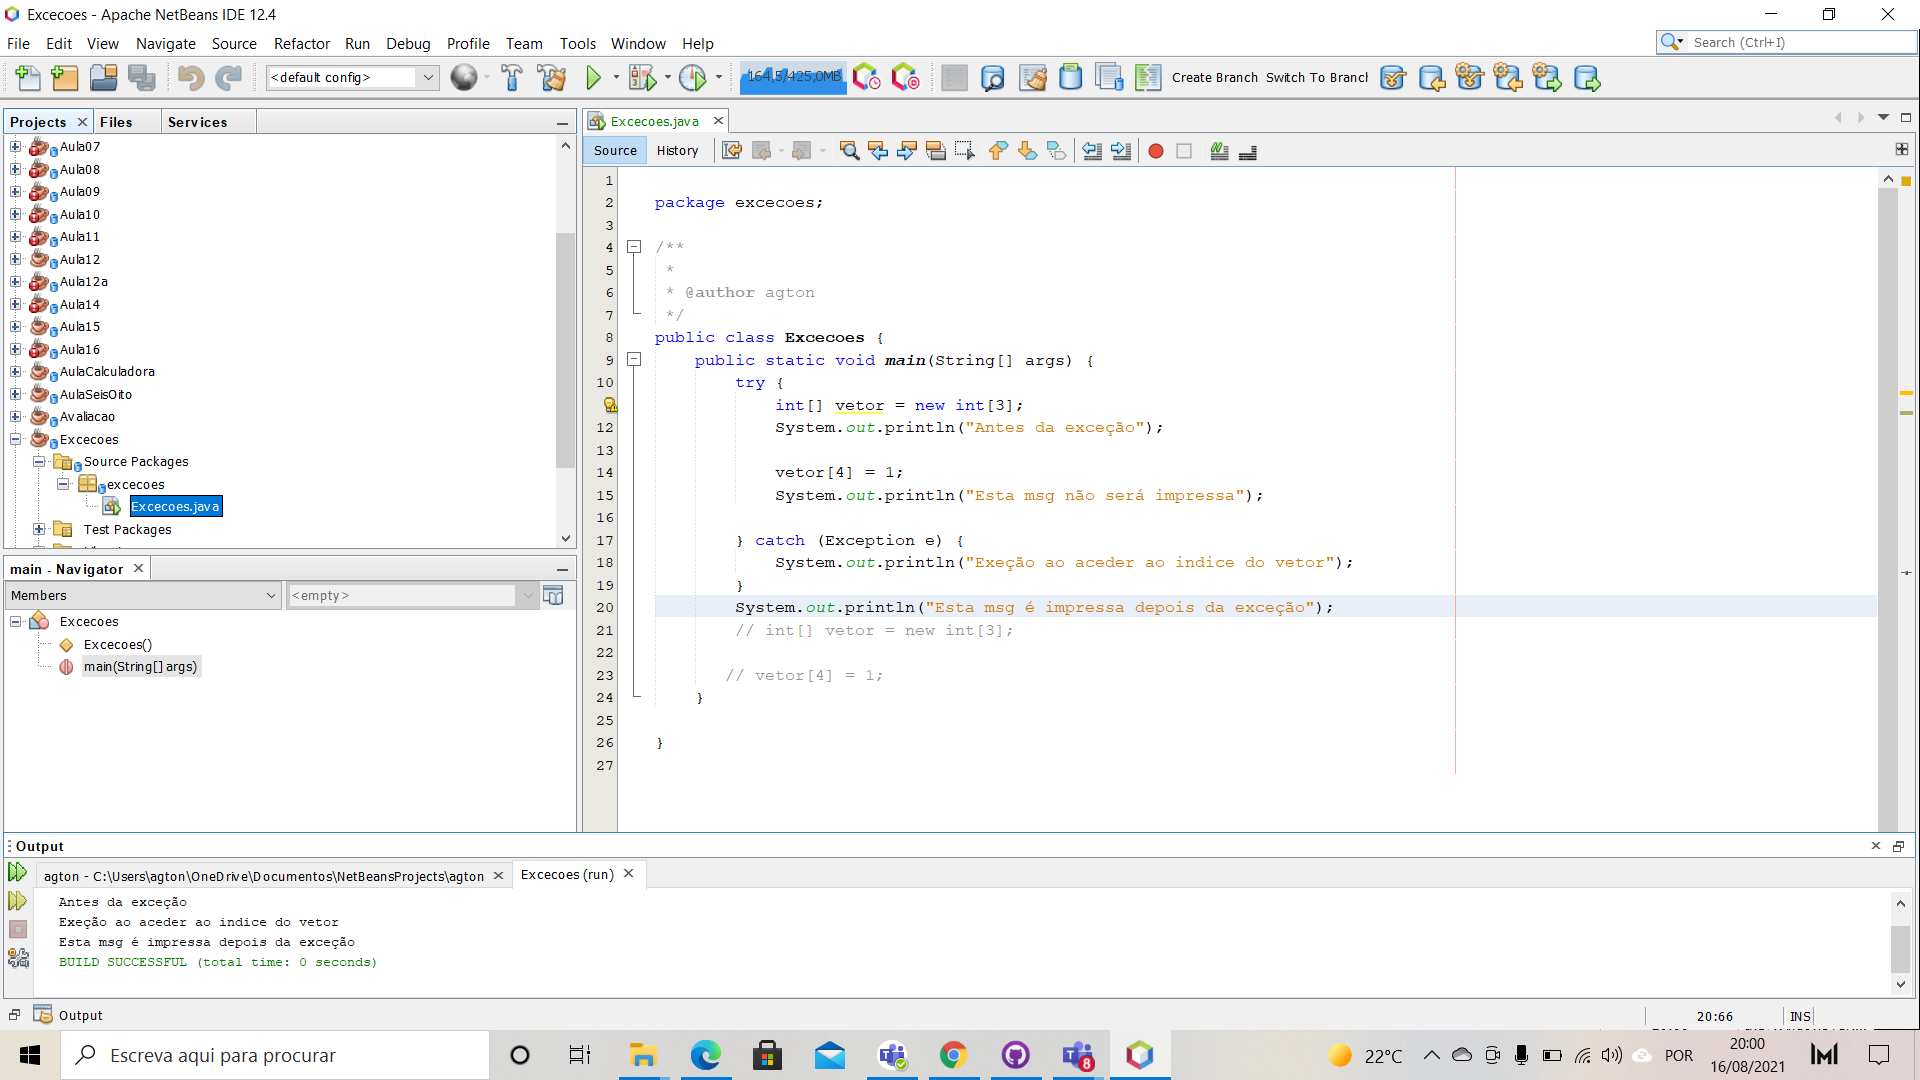 Excecoes - Apache NetBeans IDE 12.4
File Edit View Navigate Source Refactor Run Debug Profile Team Tools Window Help
Search (Ctrl+I)
<default config>
164,5/425,0MB
Create Branch Switch To Branch
Projects Files Services
Excecoes.java
Source History
Aula07
Aula08
Aula09
Aula10
Aula11
Aula12
Aula12a
Aula14
Aula15
Aula16
AulaCalculadora
AulaSeisOito
Avaliacao
Excecoes
Source Packages
excecoes
Excecoes.java
Test Packages
main - Navigator
Members
<empty>
Excecoes
Excecoes()
main(String[] args)
1
2 package excecoes;
3
4 /**
5 *
6 * @author agton
7 */
8 public class Excecoes {
9 public static void main(String[] args) {
10 try {
int[] vetor = new int[3];
12 System.out.println("Antes da exceção");
13
14 vetor[4] = 1;
15 System.out.println("Esta msg não será impressa");
16
17 } catch (Exception e) {
18 System.out.println("Exeção ao aceder ao indice do vetor");
19 }
20 System.out.println("Esta msg é impressa depois da exceção");
21 // int[] vetor = new int[3];
22
23 // vetor[4] = 1;
24 }
25
26 }
27
Output
agton - C:\Users\agton\OneDrive\Documentos\NetBeansProjects\agton
Excecoes (run)
Antes da exceção
Exeção ao aceder ao indice do vetor
Esta msg é impressa depois da exceção
BUILD SUCCESSFUL (total time: 0 seconds)
Output
20:66 INS
Escreva aqui para procurar
8
22°C
POR
20:00
16/08/2021